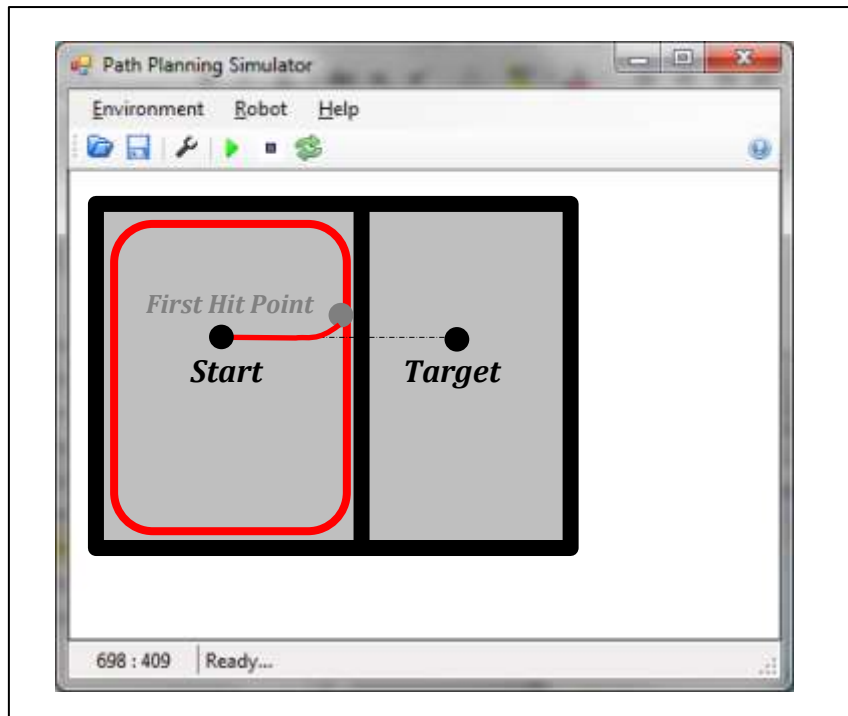 Path Planning Simulator
Environment Robot Help
First Hit Point
Start
Target
698 : 409 Ready...